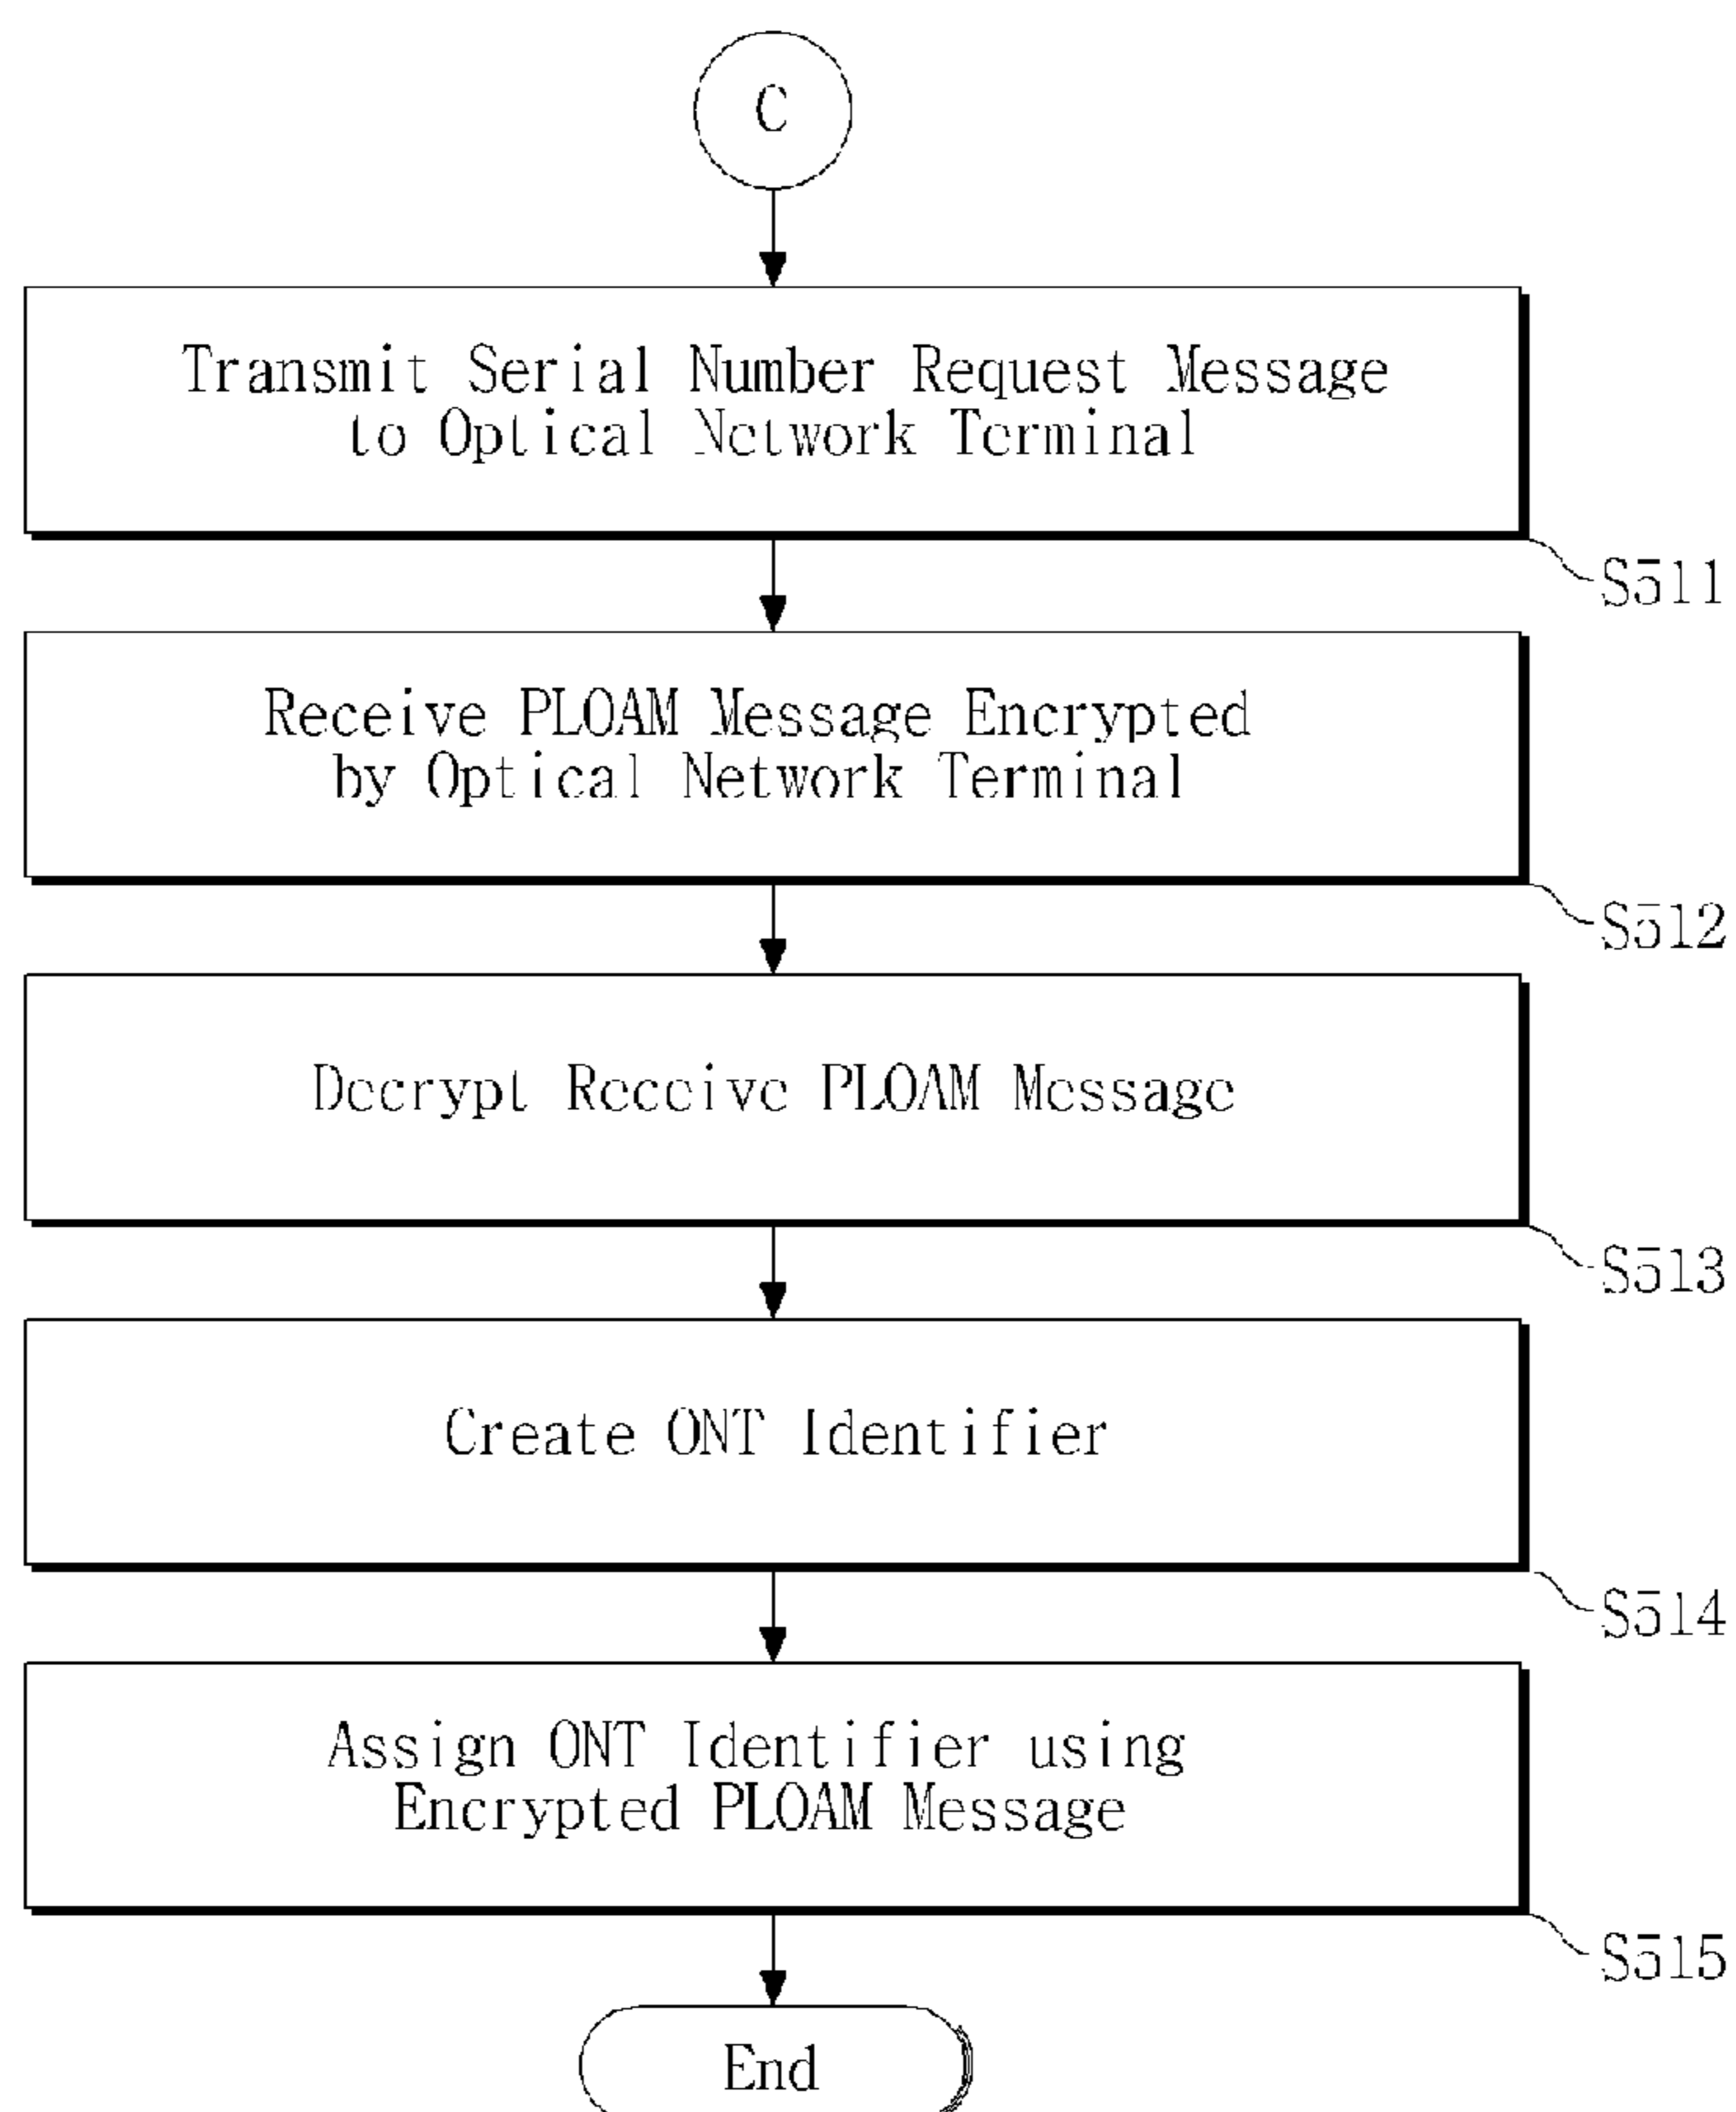 C
Transmit Serial Number Request Message
to Optical Network Terminal
S511
Receive PLOAM Message Encrypted
by Optical Network Terminal
S512
Decrypt Receive PLOAM Message
S513
Create ONT Identifier
S514
Assign ONT Identifier using
Encrypted PLOAM Message
S515
End